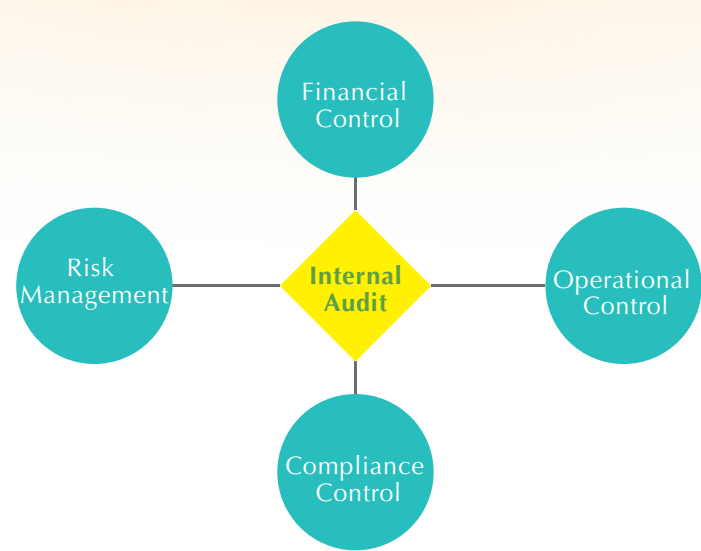 Financial
Control
Risk
Management
Internal
Audit
Operational
Control
Compliance
Control